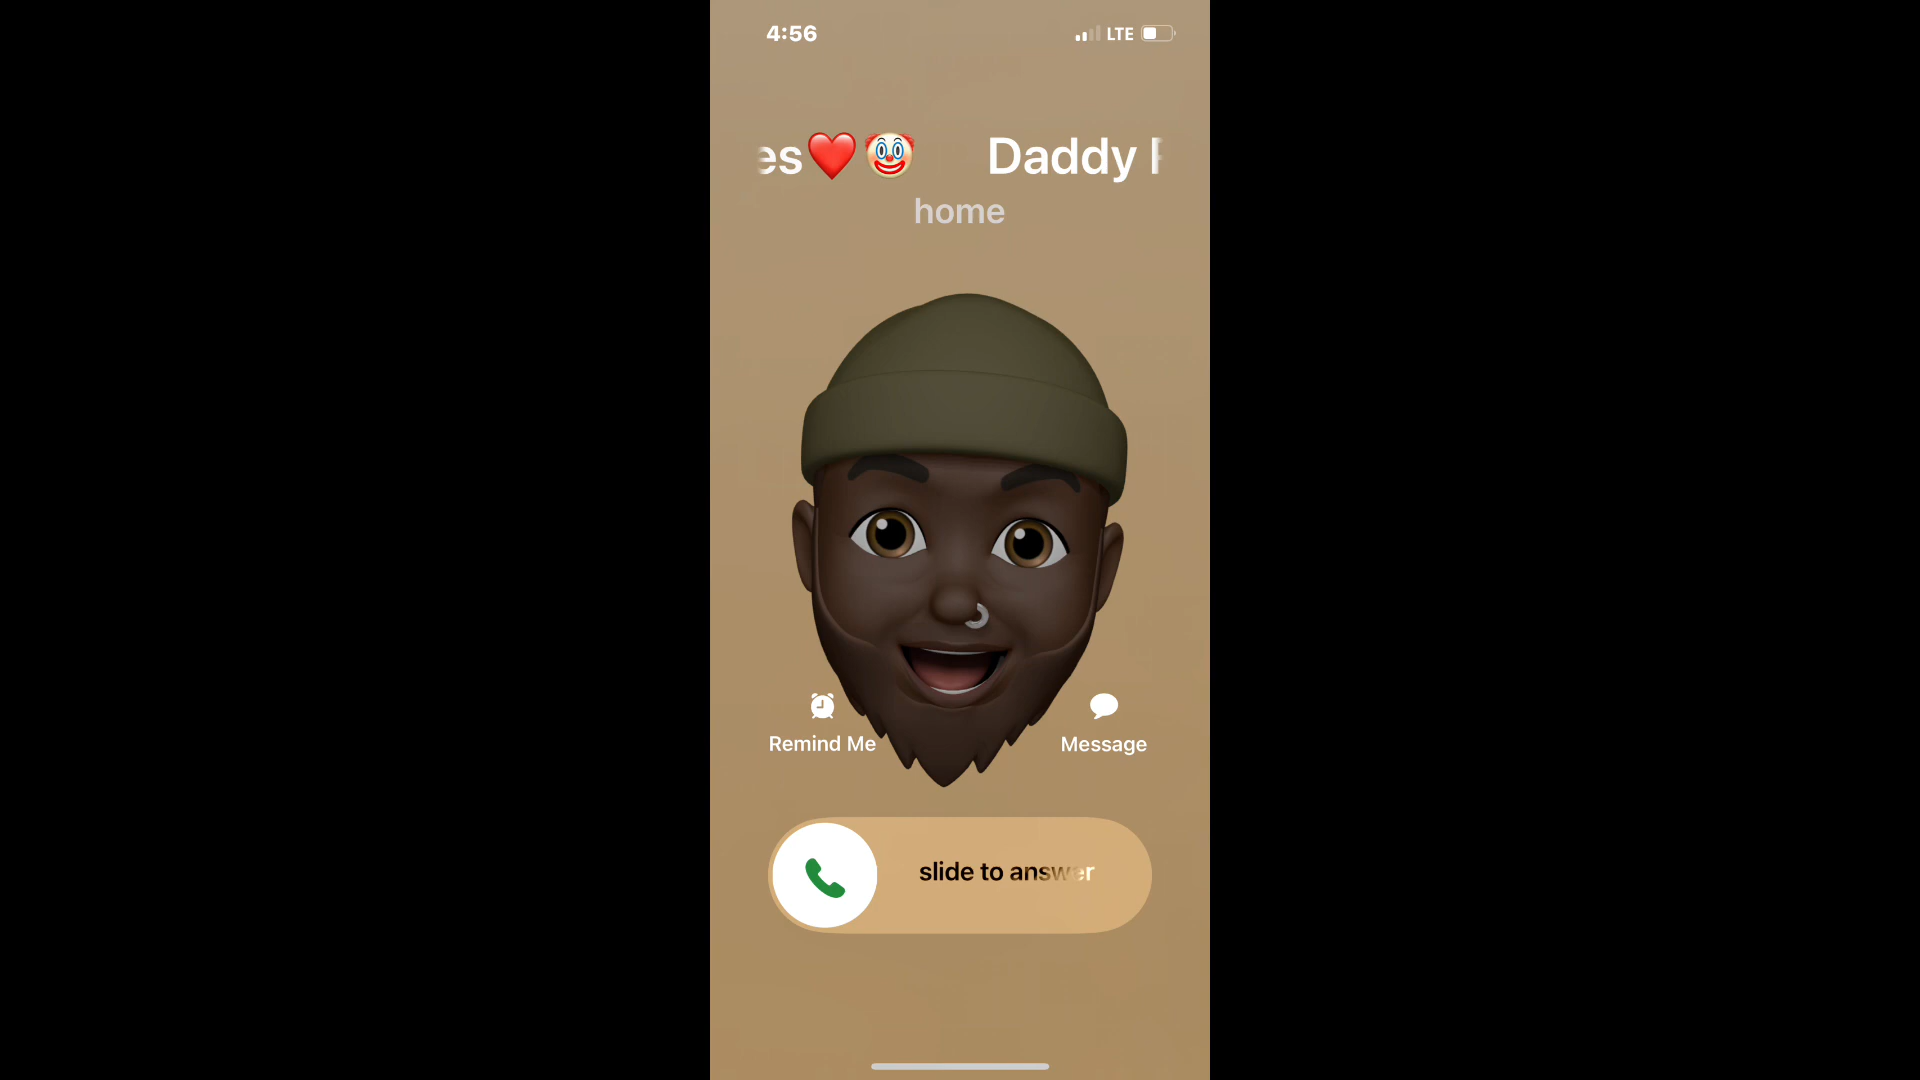 4:56
LTE
es❤️🤡 Daddy
home
Remind Me
Message
slide to answer